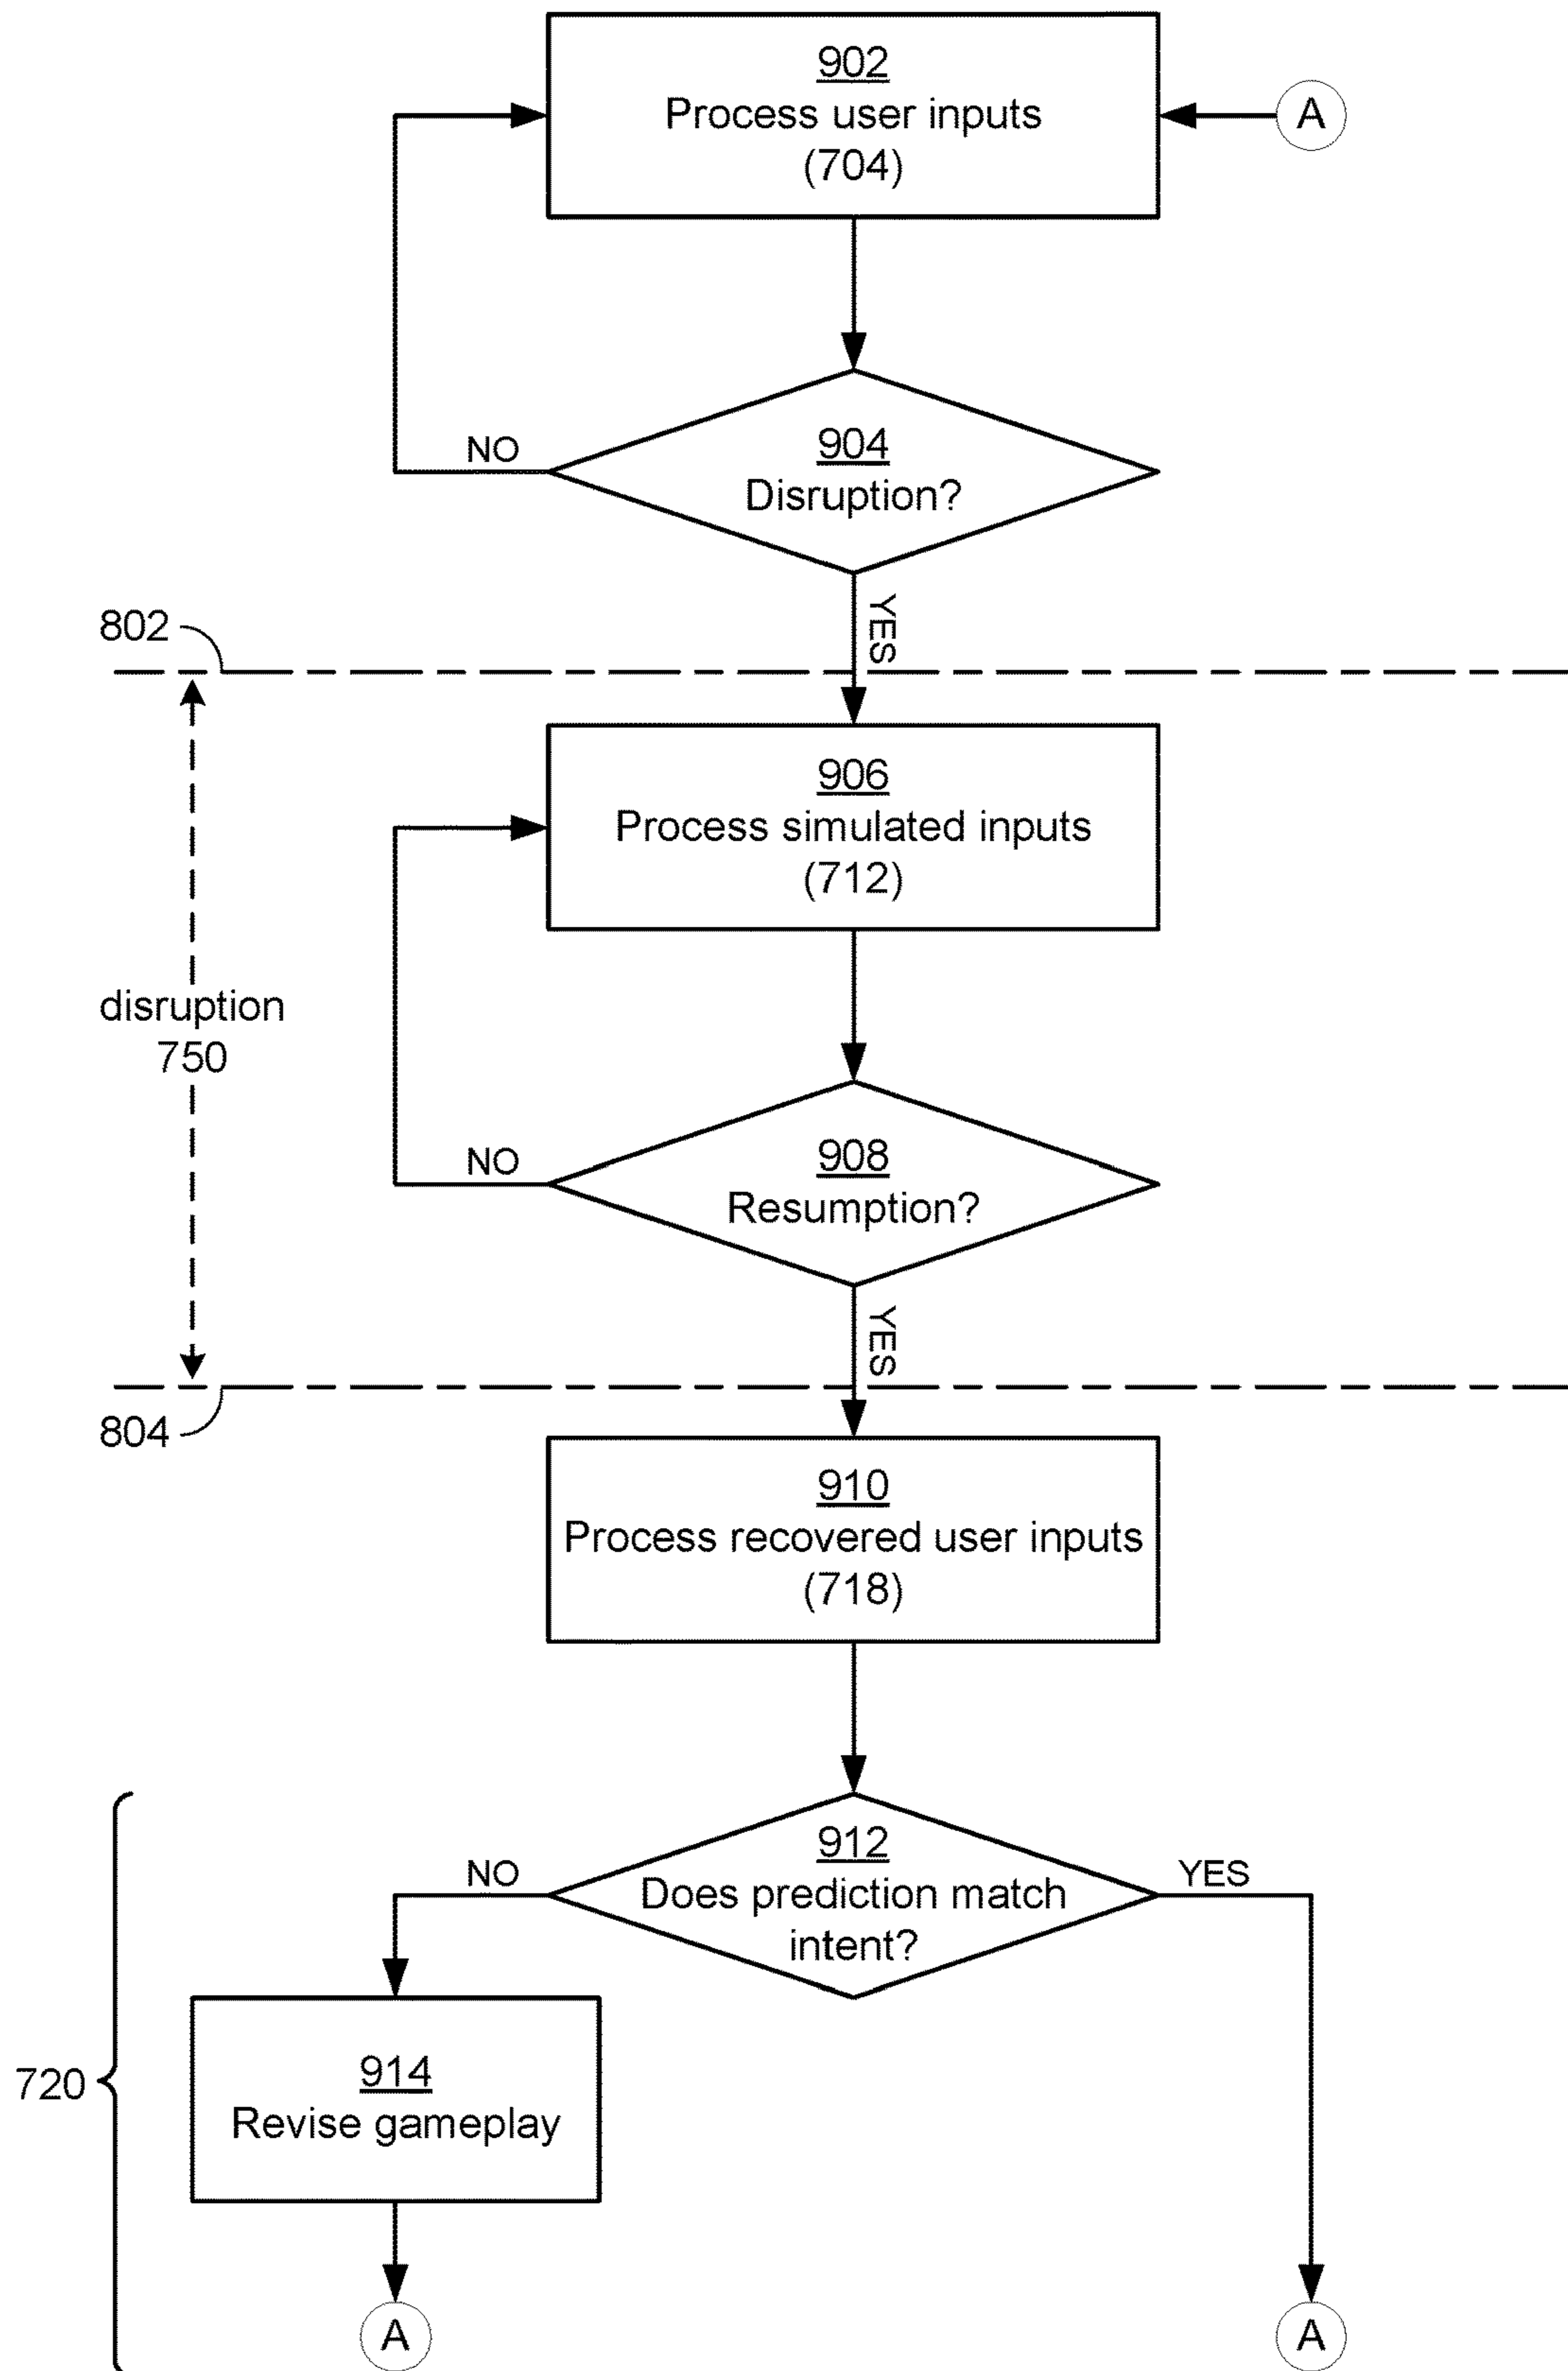 902
Process user inputs
(704)
A
904
Disruption?
NO
YES
802
906
Process simulated inputs
(712)
disruption
750
908
Resumption?
NO
YES
804
910
Process recovered user inputs
(718)
912
Does prediction match
intent?
NO
YES
914
Revise gameplay
720
A
A